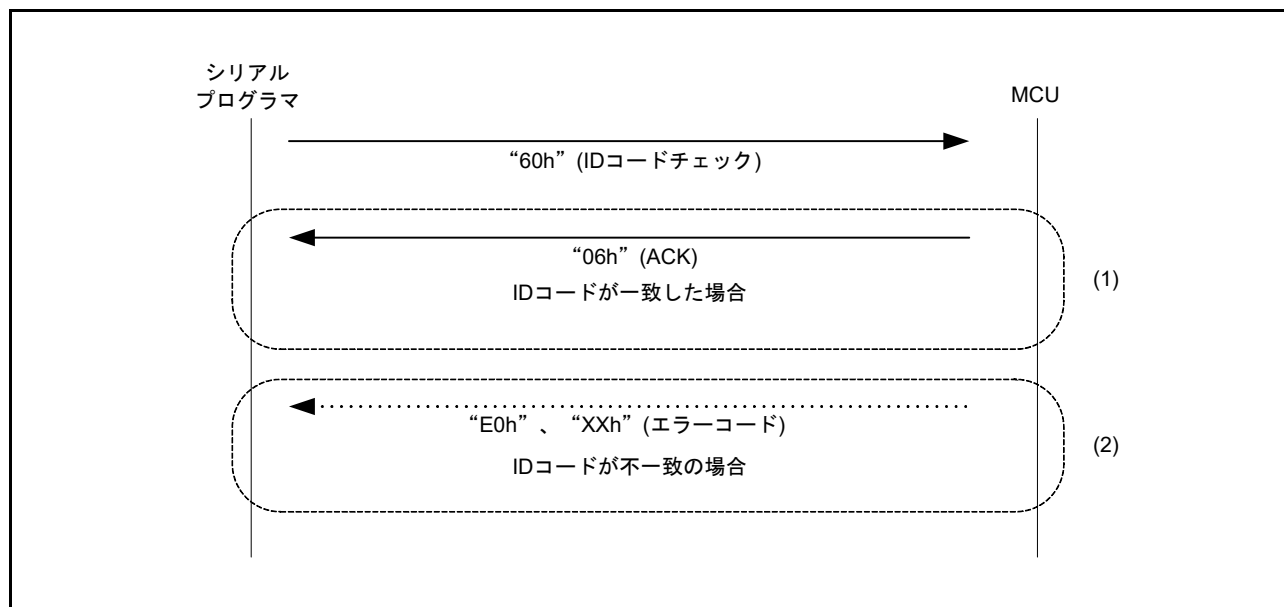 シリアル
プログラマ
MCU
“60h” (IDコードチェック)
“06h” (ACK)
IDコードが一致した場合
(1)
“E0h” 、 “XXh” (エラーコード)
IDコードが不一致の場合
(2)